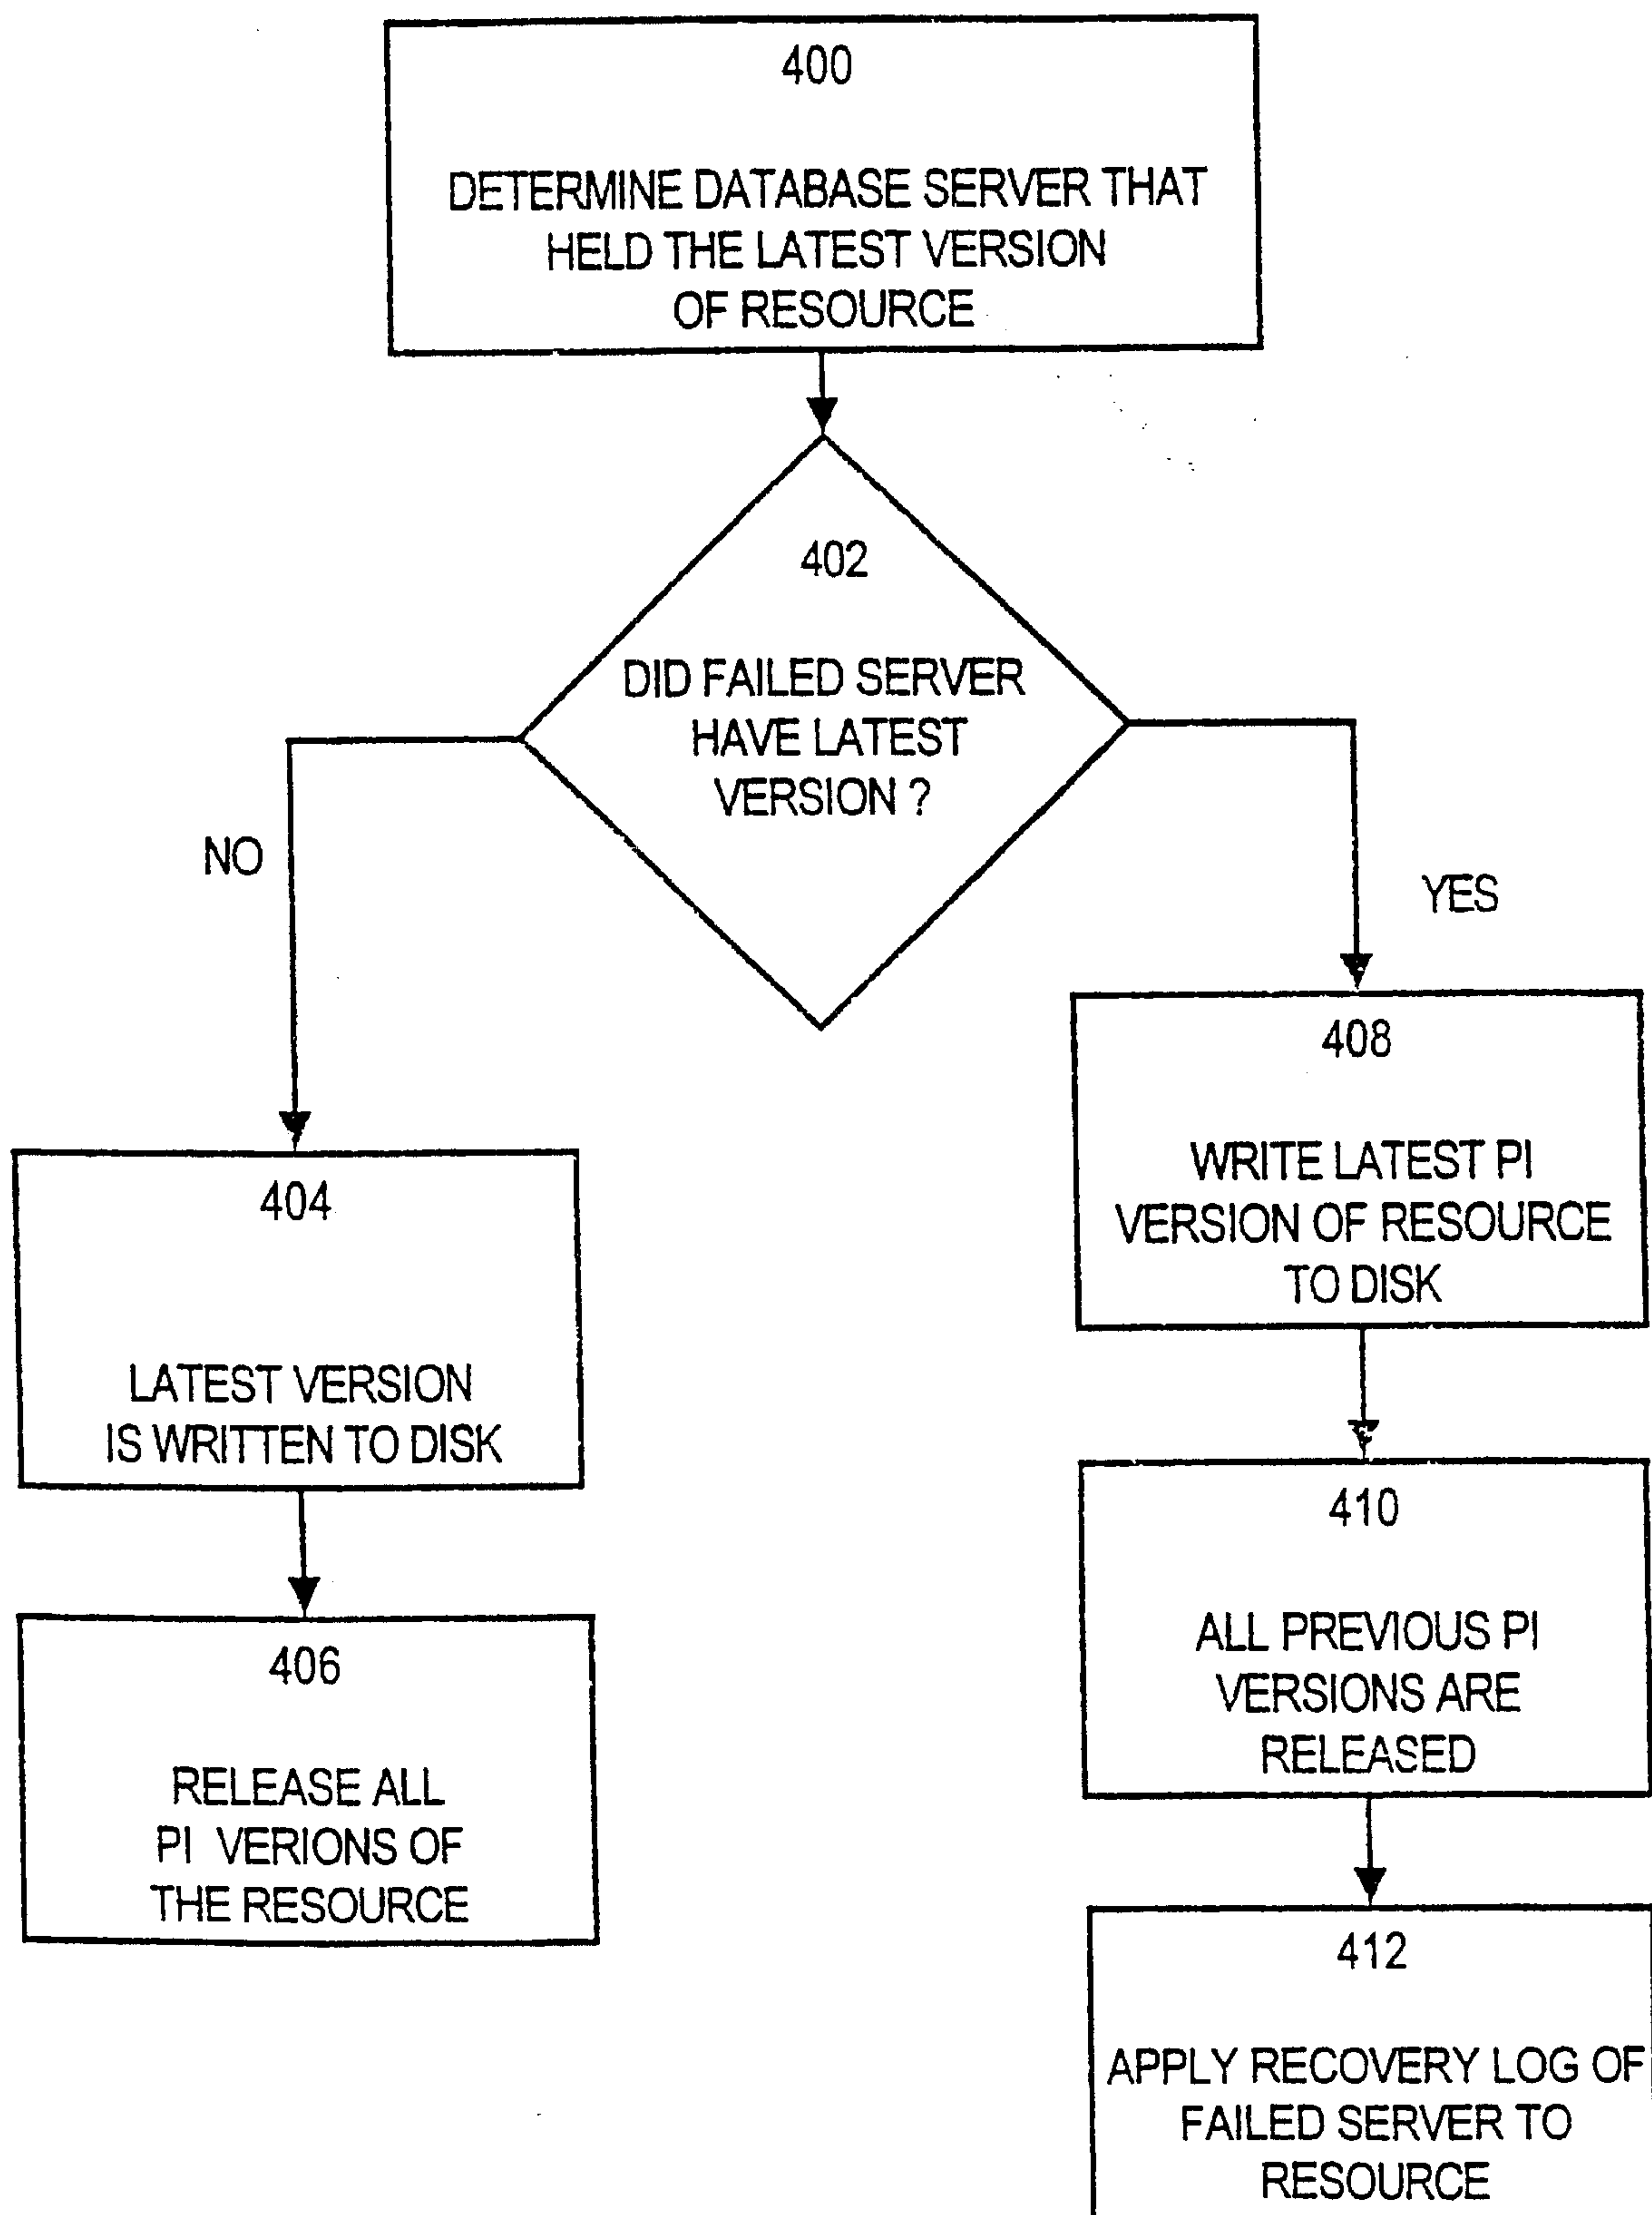 400
DETERMINE DATABASE SERVER THAT
HELD THE LATEST VERSION
OF RESOURCE
402
DID FAILED SERVER
HAVE LATEST
VERSION ?
NO
YES
404
LATEST VERSION
IS WRITTEN TO DISK
406
RELEASE ALL
PI VERIONS OF
THE RESOURCE
408
WRITE LATEST PI
VERSION OF RESOURCE
TO DISK
410
ALL PREVIOUS PI
VERSIONS ARE
RELEASED
412
APPLY RECOVERY LOG OF
FAILED SERVER TO
RESOURCE